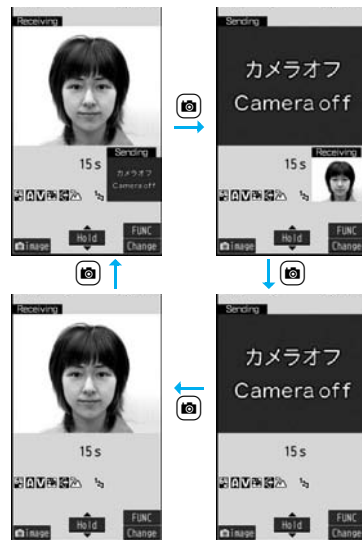 Receiving
Sending
カメラオフ
Camera off
15s
Hold
FUNC
image
Change
Sending
カメラオフ
Camera off
Receiving
15s
Hold
FUNC
image
Change
Receiving
15s
Hold
FUNC
image
Change
Sending
カメラオフ
Camera off
15s
Hold
FUNC
image
Change